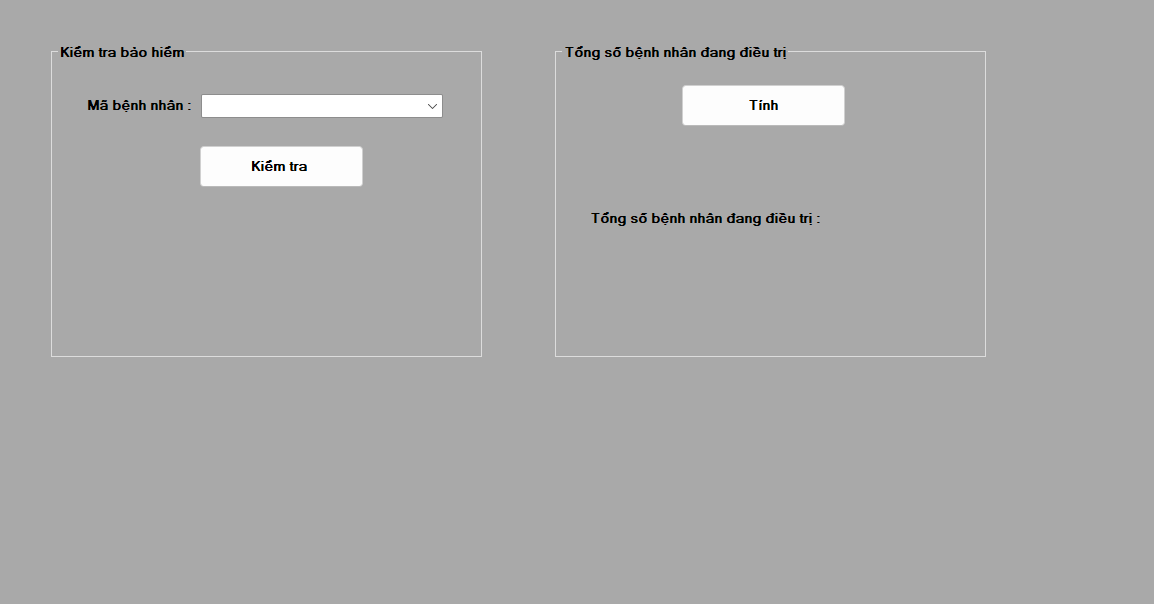 Kiểm tra bảo hiểm
Mã bệnh nhân :
Kiểm tra
Tổng số bệnh nhân đang điều trị
Tính
Tổng số bệnh nhân đang điều trị :